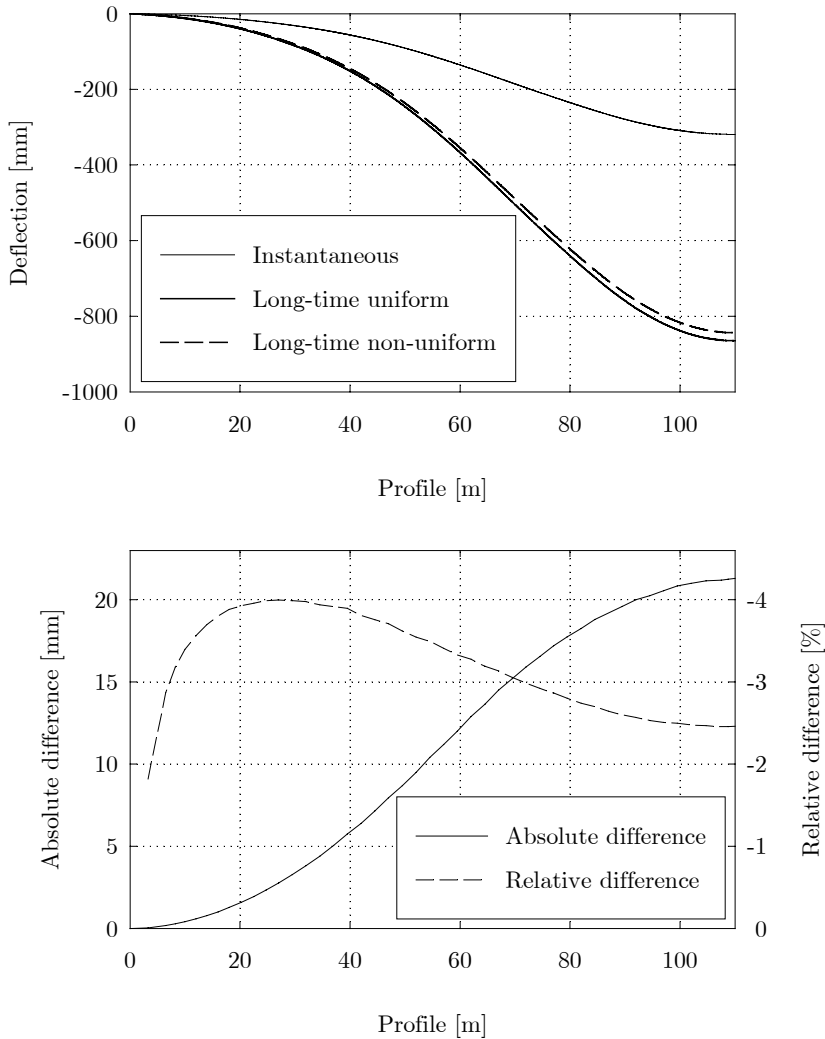 0
-200
-400
-600
-800
-1000
Deflection [mm]
Instantaneous
Long-time uniform
Long-time non-uniform
0 20 40 60 80 100
Profile [m]
20
15
10
5
0
Absolute difference [mm]
-4
-3
-2
-1
0
Relative difference [%]
Absolute difference
Relative difference
0 20 40 60 80 100
Profile [m]